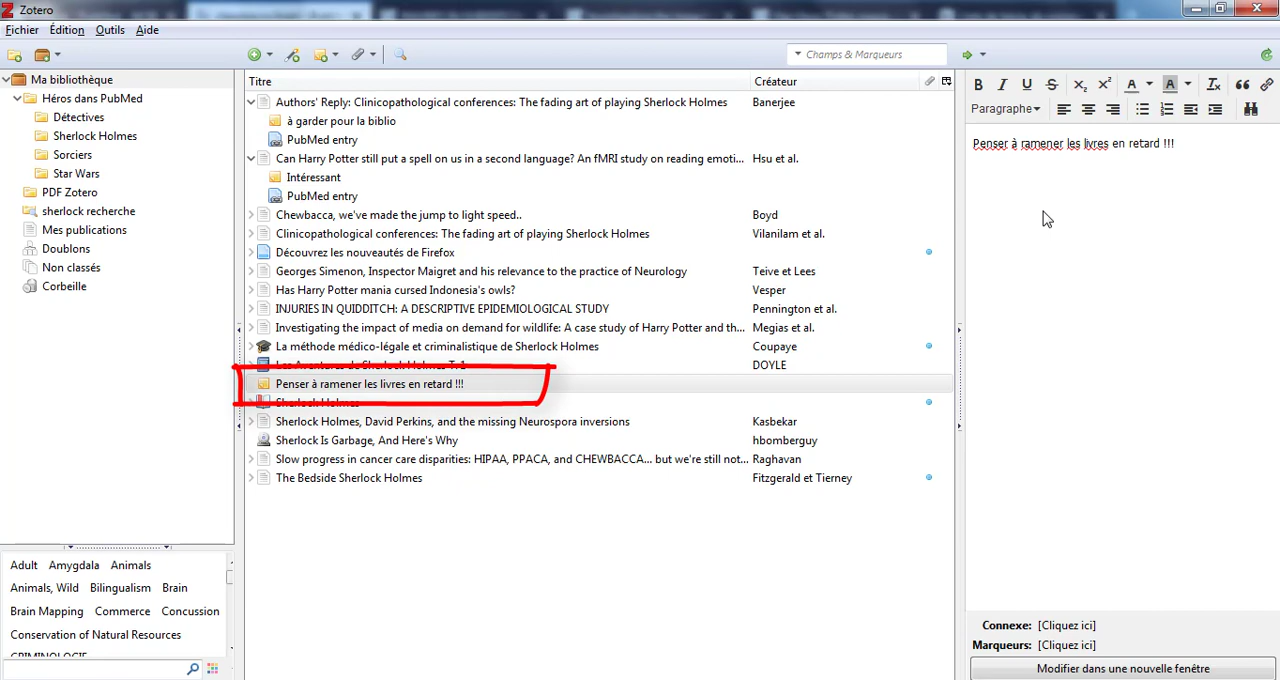 Zotero
Fichier Édition Outils Aide
Champs & Marqueurs
Ma bibliothèque
Héros dans PubMed
Détectives
Sherlock Holmes
Sorciers
Star Wars
PDF Zotero
sherlock recherche
Mes publications
Doublons
Non classés
Corbeille
Adult Amygdala Animals
Animals, Wild Bilingualism Brain
Brain Mapping Commerce Concussion
Conservation of Natural Resources
CRIMINOLOGIE
Titre Créateur
Authors' Reply: Clinicopathological conferences: The fading art of playing Sherlock Holmes Banerjee
à garder pour la biblio
PubMed entry
Can Harry Potter still put a spell on us in a second language? An fMRI study on reading emoti... Hsu et al.
Intéressant
PubMed entry
Chewbacca, we've made the jump to light speed.. Boyd
Clinicopathological conferences: The fading art of playing Sherlock Holmes Vilanilam et al.
Découvrez les nouveautés de Firefox
Georges Simenon, Inspector Maigret and his relevance to the practice of Neurology Teive et Lees
Has Harry Potter mania cursed Indonesia's owls? Vesper
INJURIES IN QUIDDITCH: A DESCRIPTIVE EPIDEMIOLOGICAL STUDY Pennington et al.
Investigating the impact of media on demand for wildlife: A case study of Harry Potter and th... Megias et al.
La méthode médico-légale et criminalistique de Sherlock Holmes Coupaye
Les Aventures de Sherlock Holmes T. 1 DOYLE
Penser à ramener les livres en retard !!!
Sherlock Holmes
Sherlock Holmes, David Perkins, and the missing Neurospora inversions Kasbekar
Sherlock Is Garbage, And Here's Why hbomberguy
Slow progress in cancer care disparities: HIPAA, PPACA, and CHEWBACCA... but we're still not... Raghavan
The Bedside Sherlock Holmes Fitzgerald et Tierney
B I U S X₂ X² A A
Paragraphe
Penser à ramener les livres en retard !!!
Connexe: [Cliquez ici]
Marqueurs: [Cliquez ici]
Modifier dans une nouvelle fenêtre